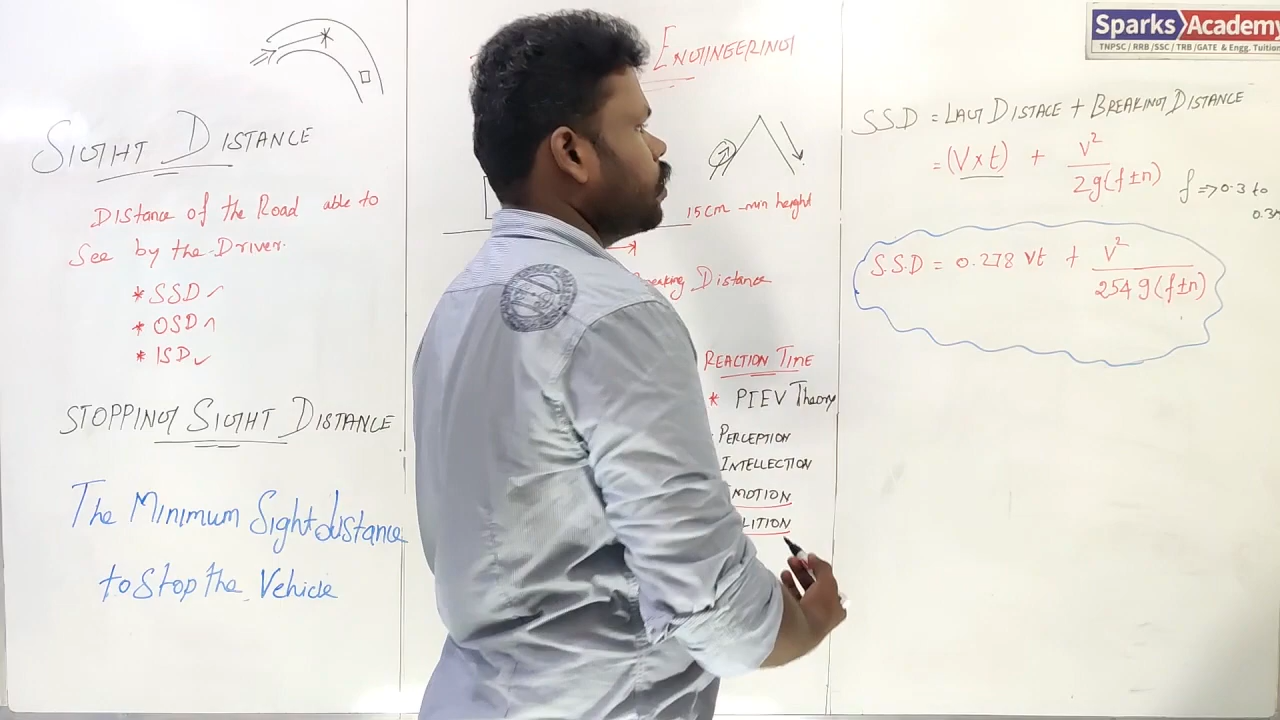 SIGHT DISTANCE
Distance of the Road able to
see by the Driver.
* SSD
* OSD
* ISD
STOPPING SIGHT DISTANCE
The Minimum Sight distance
to Stop the Vehicle
ENGINEERING
15cm - min height
Distance
REACTION TIME
* PIEV Theory
PERCEPTION
INTELLECTION
MOTION
LITION
Sparks Academy
TNPSC / RRB / SSC / TRB / GATE & Engg. Tuition
SSD = LAG DISTACE + BREAKING DISTANCE
= (V x t) + V² / 2g(f±n)
f => 0.3 to
S.S.D = 0.278 Vt + V² / 254 g(f±n)